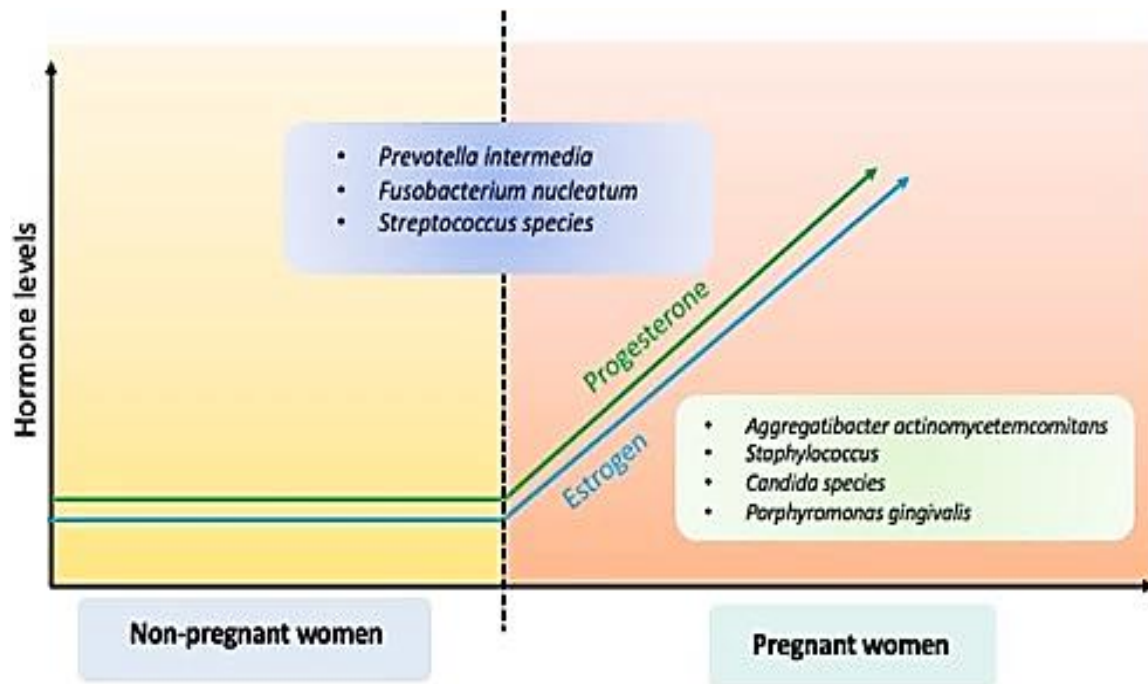 Hormone levels
• Prevotella intermedia
• Fusobacterium nucleatum
• Streptococcus species
Progesterone
Estrogen
• Aggregatibacter actinomycetemcomitans
• Staphylococcus
• Candida species
• Porphyromonas gingivalis
Non-pregnant women
Pregnant women